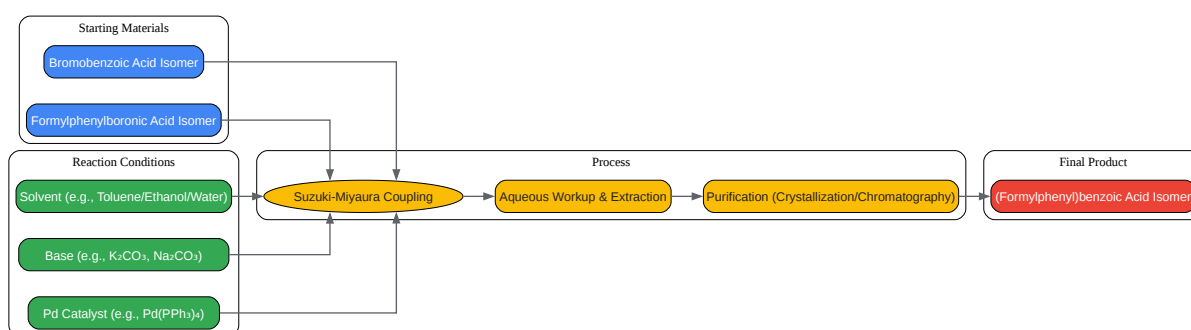 Starting Materials
Bromobenzoic Acid Isomer
Formylphenylboronic Acid Isomer
Reaction Conditions
Solvent (e.g., Toluene/Ethanol/Water)
Base (e.g., K₂CO₃, Na₂CO₃)
Pd Catalyst (e.g., Pd(PPh₃)₄)
Process
Suzuki-Miyaura Coupling
Aqueous Workup & Extraction
Purification (Crystallization/Chromatography)
Final Product
(Formylphenyl)benzoic Acid Isomer